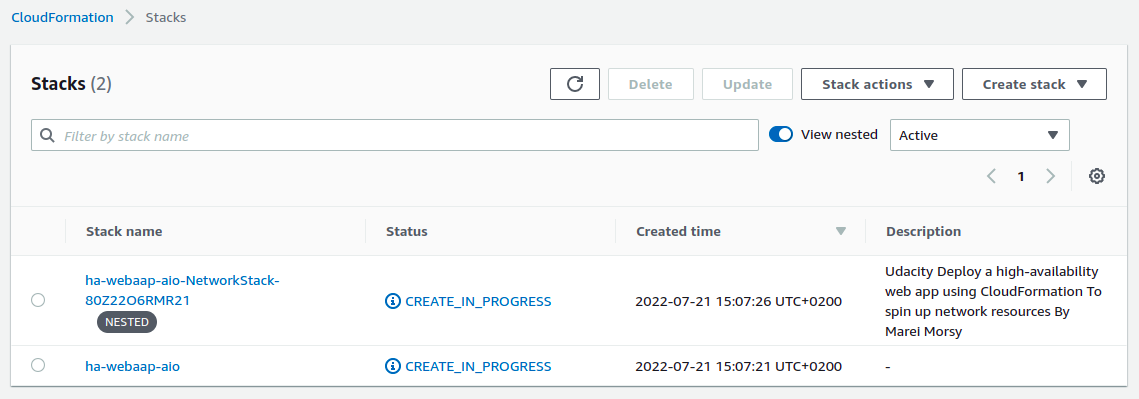 CloudFormation > Stacks
Stacks (2)
Delete
Update
Stack actions
Create stack
Filter by stack name
View nested
Active
1
Stack name
Status
Created time
Description
ha-webaap-aio-NetworkStack-
80Z22O6RMR21
NESTED
CREATE_IN_PROGRESS
2022-07-21 15:07:26 UTC+0200
Udacity Deploy a high-availability
web app using CloudFormation To
spin up network resources By
Marei Morsy
ha-webaap-aio
CREATE_IN_PROGRESS
2022-07-21 15:07:21 UTC+0200
-